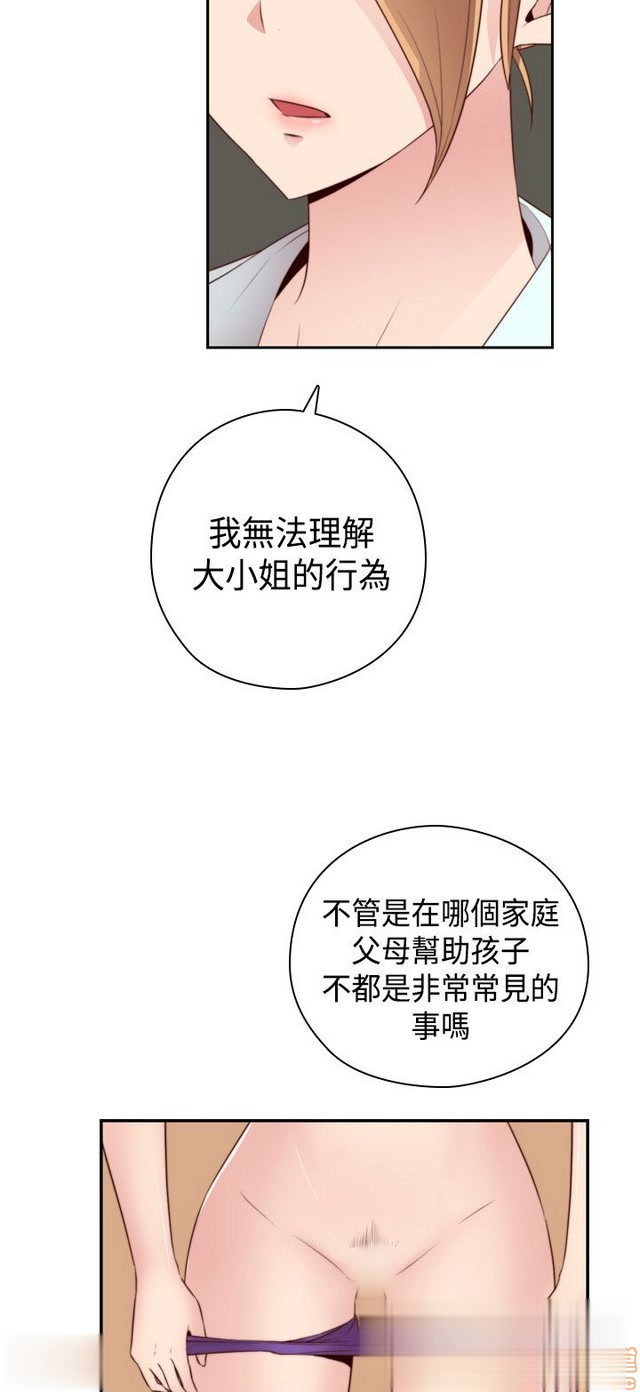 我無法理解
大小姐的行為
不管是在哪個家庭
父母幫助孩子
不都是非常常見的
事嗎